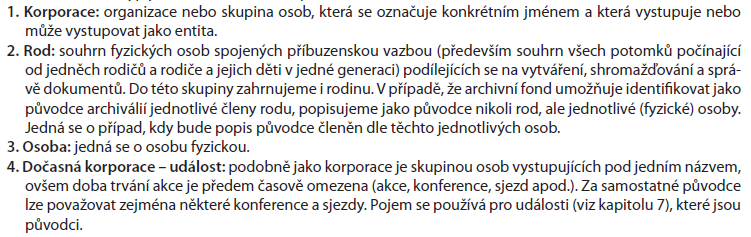 1. Korporace: organizace nebo skupina osob, která se označuje konkrétním jménem a která vystupuje nebo
může vystupovat jako entita.
2. Rod: souhrn fyzických osob spojených příbuzenskou vazbou (především souhrn všech potomků počínající
od jedněch rodičů a rodiče a jejich děti v jedné generaci) podílejících se na vytváření, shromažďování a sprá-
vě dokumentů. Do této skupiny zahrnujeme i rodinu. V případě, že archivní fond umožňuje identifikovat jako
původce archiválií jednotlivé členy rodu, popisujeme jako původce nikoli rod, ale jednotlivé (fyzické) osoby.
Jedná se o případ, kdy bude popis původce členěn dle těchto jednotlivých osob.
3. Osoba: jedná se o osobu fyzickou.
4. Dočasná korporace – událost: podobně jako korporace je skupinou osob vystupujících pod jedním názvem,
ovšem doba trvání akce je předem časově omezena (akce, konference, sjezd apod.). Za samostatné původce
lze považovat zejména některé konference a sjezdy. Pojem se používá pro události (viz kapitolu 7), které jsou
původci.